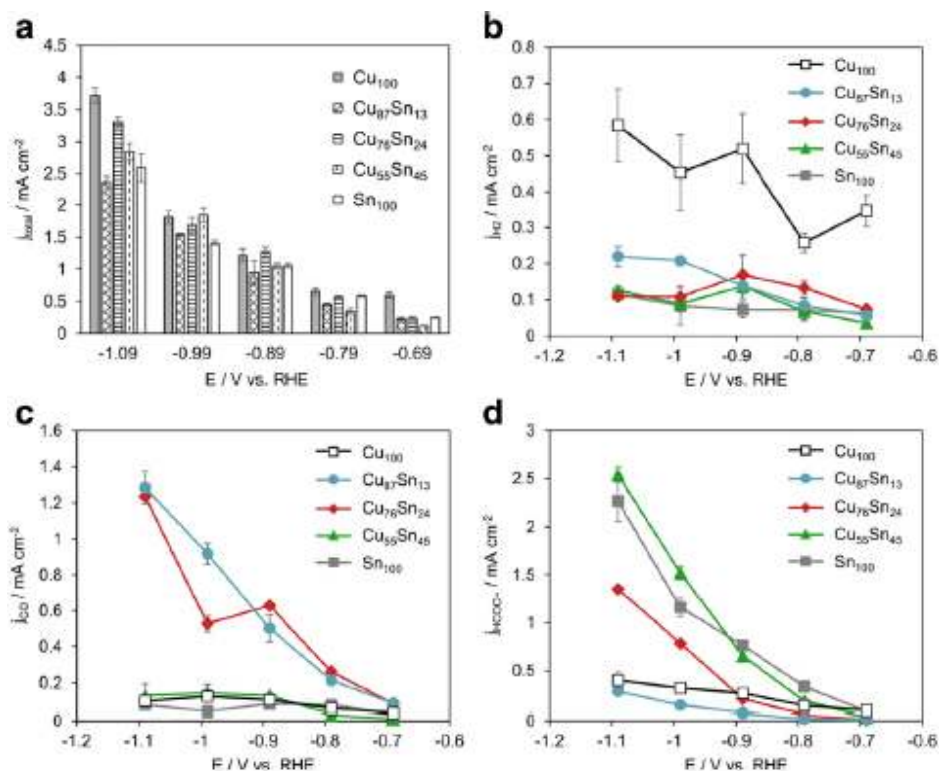 a
j_total / mA cm⁻²
4.5
4
3.5
3
2.5
2
1.5
1
0.5
0
Cu₁₀₀
Cu₈₇Sn₁₃
Cu₇₆Sn₂₄
Cu₅₅Sn₄₅
Sn₁₀₀
-1.09 -0.99 -0.89 -0.79 -0.69
E / V vs. RHE
b
j_H2 / mA cm⁻²
0.8
0.7
0.6
0.5
0.4
0.3
0.2
0.1
0
Cu₁₀₀
Cu₈₇Sn₁₃
Cu₇₆Sn₂₄
Cu₅₅Sn₄₅
Sn₁₀₀
-1.2 -1.1 -1 -0.9 -0.8 -0.7 -0.6
E / V vs. RHE
c
j_CO / mA cm⁻²
1.6
1.4
1.2
1
0.8
0.6
0.4
0.2
0
Cu₁₀₀
Cu₈₇Sn₁₃
Cu₇₆Sn₂₄
Cu₅₅Sn₄₅
Sn₁₀₀
-1.2 -1.1 -1 -0.9 -0.8 -0.7 -0.6
E / V vs. RHE
d
j_HCOO- / mA cm⁻²
3
2.5
2
1.5
1
0.5
0
Cu₁₀₀
Cu₈₇Sn₁₃
Cu₇₆Sn₂₄
Cu₅₅Sn₄₅
Sn₁₀₀
-1.2 -1.1 -1 -0.9 -0.8 -0.7 -0.6
E / V vs. RHE